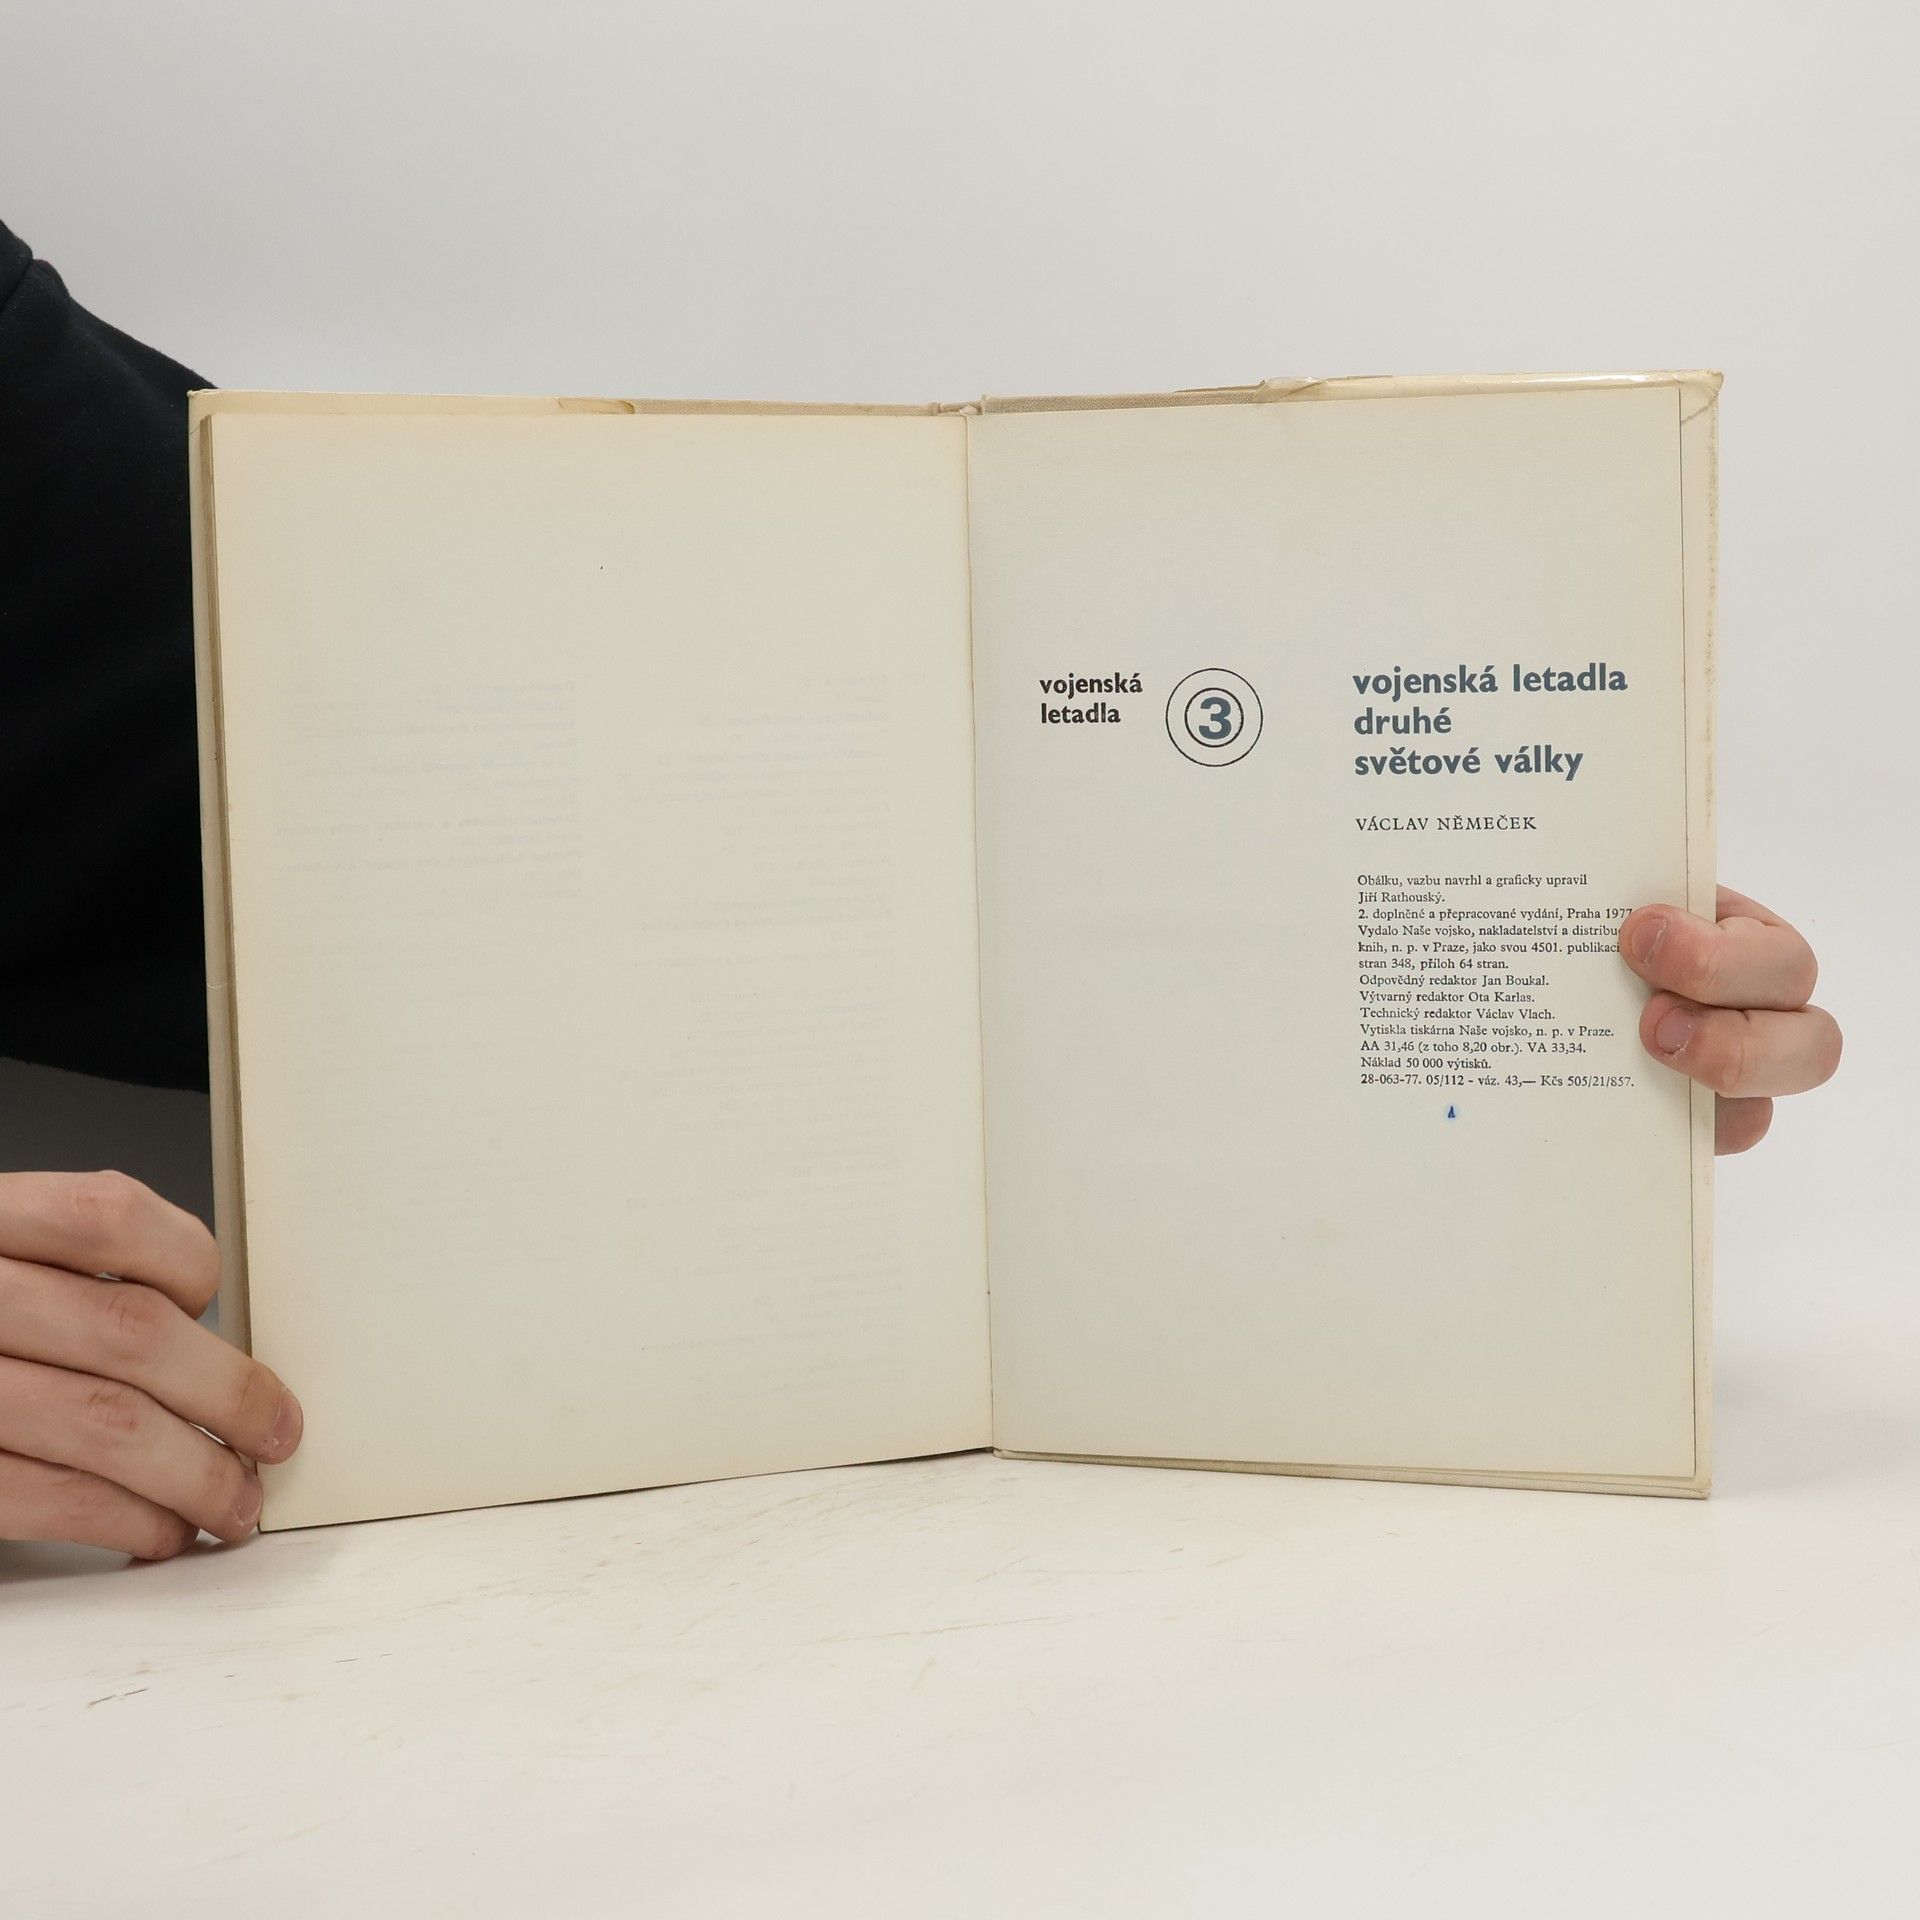 vojenská
letadla
3
vojenská letadla
druhé
světové války
VÁCLAV NĚMEČEK
Obálku, vazbu navrhl a graficky upravil
Jiří Rathouský.
2. doplněné a přepracované vydání, Praha 1977
Vydalo Naše vojsko, nakladatelství a
knih, n. p. v Praze, jako svou 4501.
stran 348, příloh 64 stran.
Odpovědný redaktor Jan Boukal.
Výtvarný redaktor Ota Karlas.
Technický redaktor Václav Vlach.
Vytiskla tiskárna Naše vojsko, n. p. v Praze.
AA 31,46 (z toho 8,20 obr.). VA 33,34.
Náklad 50 000 výtisků.
28-063-77. 05/112 - váz. 43,— Kčs 505/21/857.